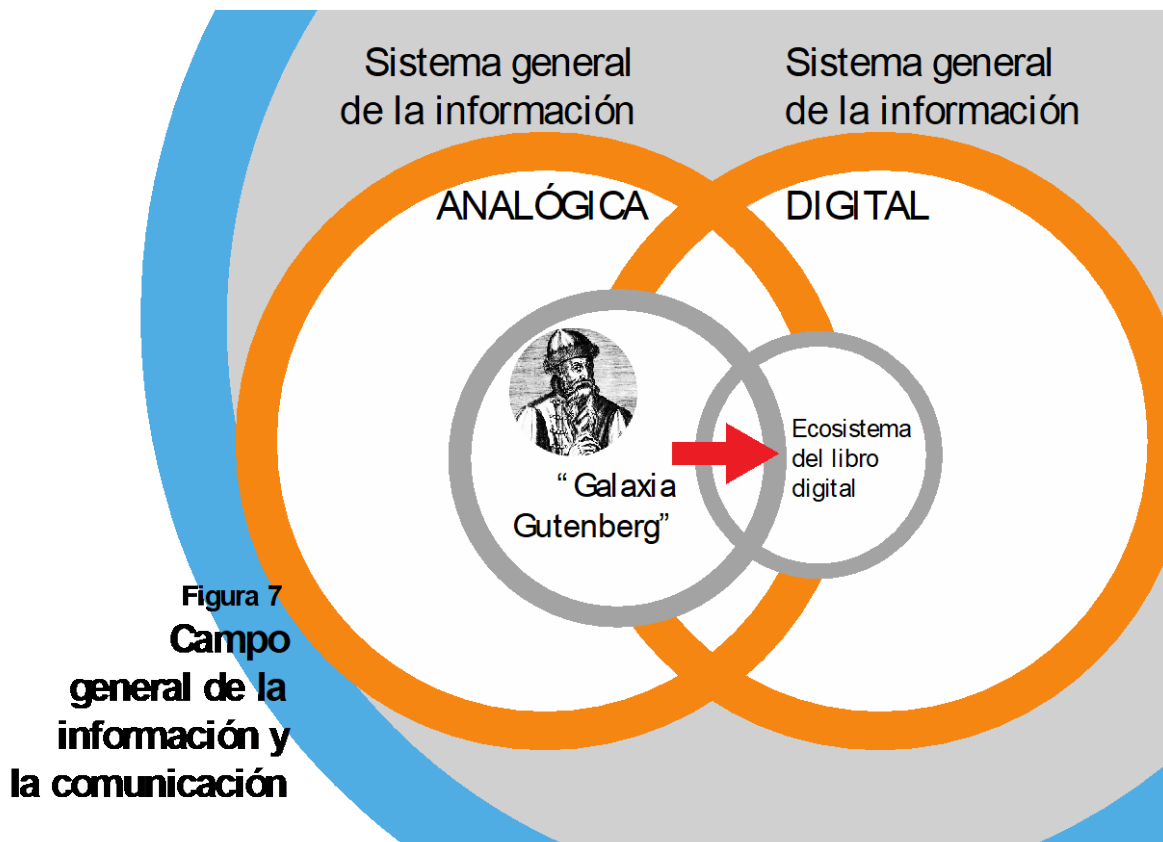 Sistema general
de la información
Sistema general
de la información
ANALÓGICA
DIGITAL
“Galaxia
Gutenberg”
Ecosistema
del libro
digital
Figura 7
Campo
general de la
información y
la comunicación